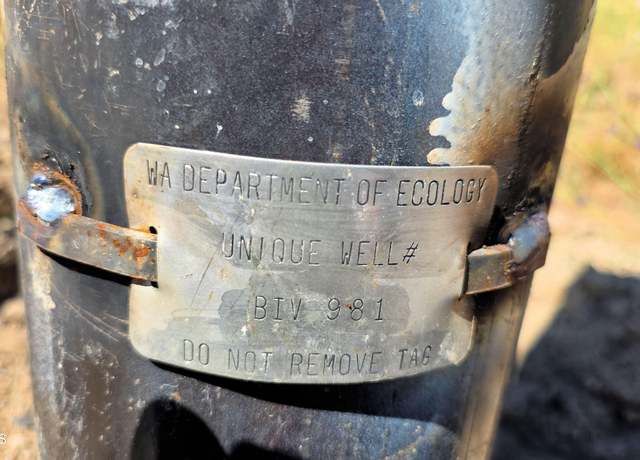 WA DEPARTMENT OF ECOLOGY
UNIQUE WELL#
BIV 981
DO NOT REMOVE TAG